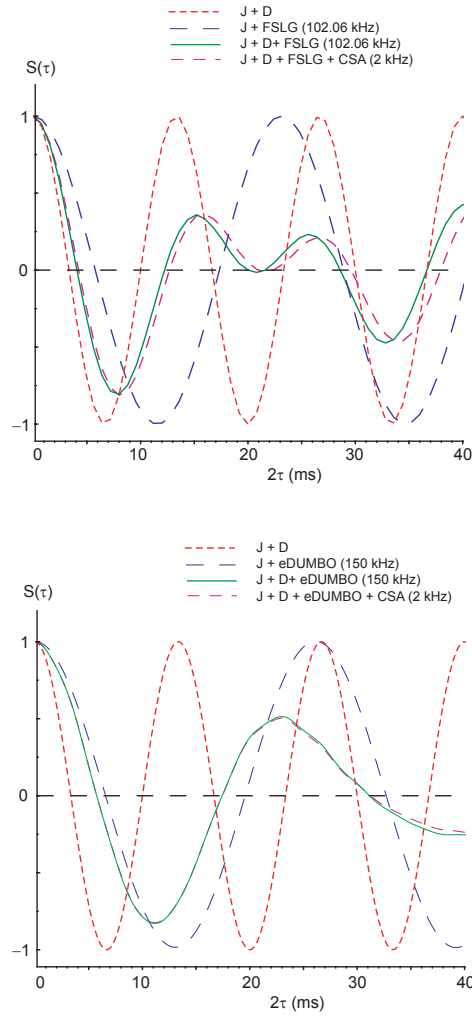 J + D
J + FSLG (102.06 kHz)
J + D+ FSLG (102.06 kHz)
J + D + FSLG + CSA (2 kHz)
S(τ)
1
0
−1
0 10 20 30 40
2τ (ms)
J + D
J + eDUMBO (150 kHz)
J + D+ eDUMBO (150 kHz)
J + D + eDUMBO + CSA (2 kHz)
S(τ)
1
0
−1
0 10 20 30 40
2τ (ms)